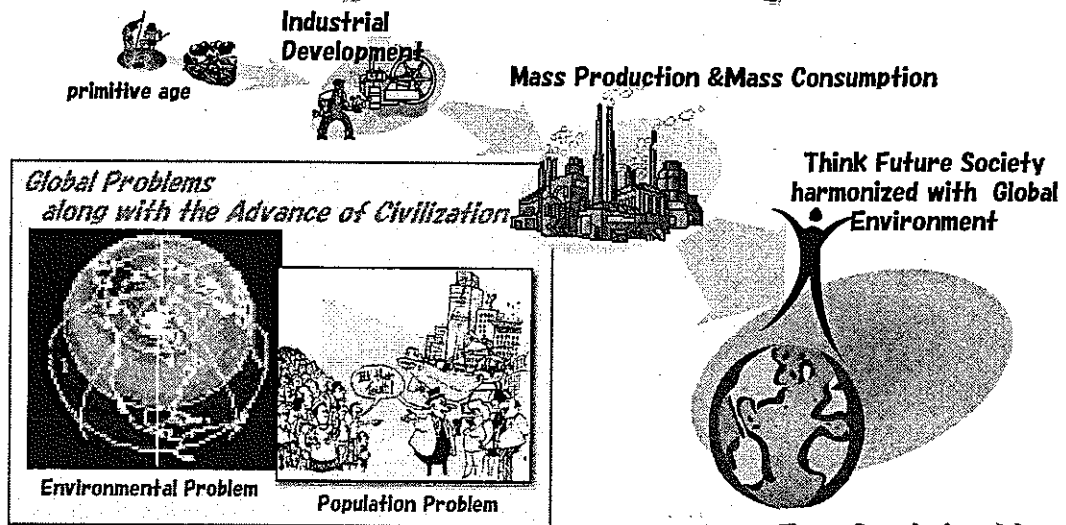 Industrial
Development
primitive age
Mass Production &Mass Consumption
Think Future Society
harmonized with Global
Environment
Global Problems
along with the Advance of Civilization
Environmental Problem
Population Problem